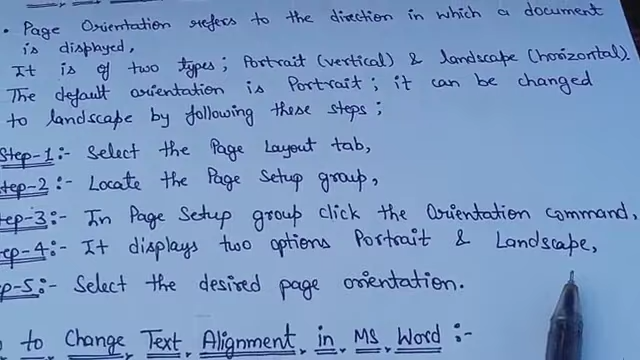 • Page Orientation refers to the direction in which a document
is displayed,
It is of two types; Portrait (vertical) & landscape (horizontal).
The default orientation is Portrait; it can be changed
to landscape by following these steps;
Step-1:- Select the Page Layout tab,
tep-2:- Locate the Page Setup group,
tep-3:- In Page Setup group click the Orientation command,
ep-4:- It displays two options Portrait & Landscape,
p-5:- Select the desired page orientation.
to Change Text Alignment in MS Word:-